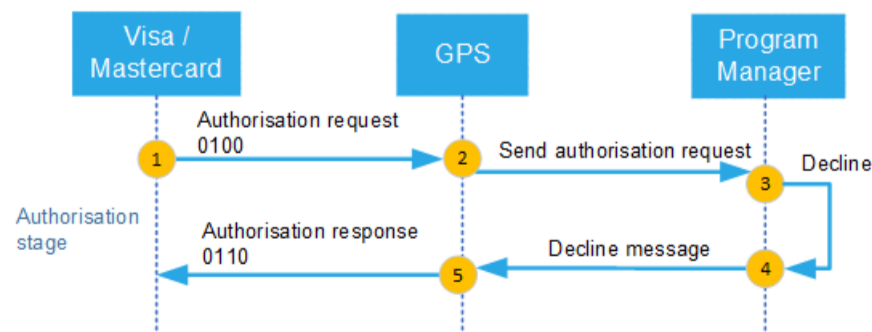 Visa /
Mastercard
GPS
Program
Manager
Authorisation request
0100
1
2
Send authorisation request
3
Decline
Authorisation
stage
Authorisation response
0110
5
Decline message
4